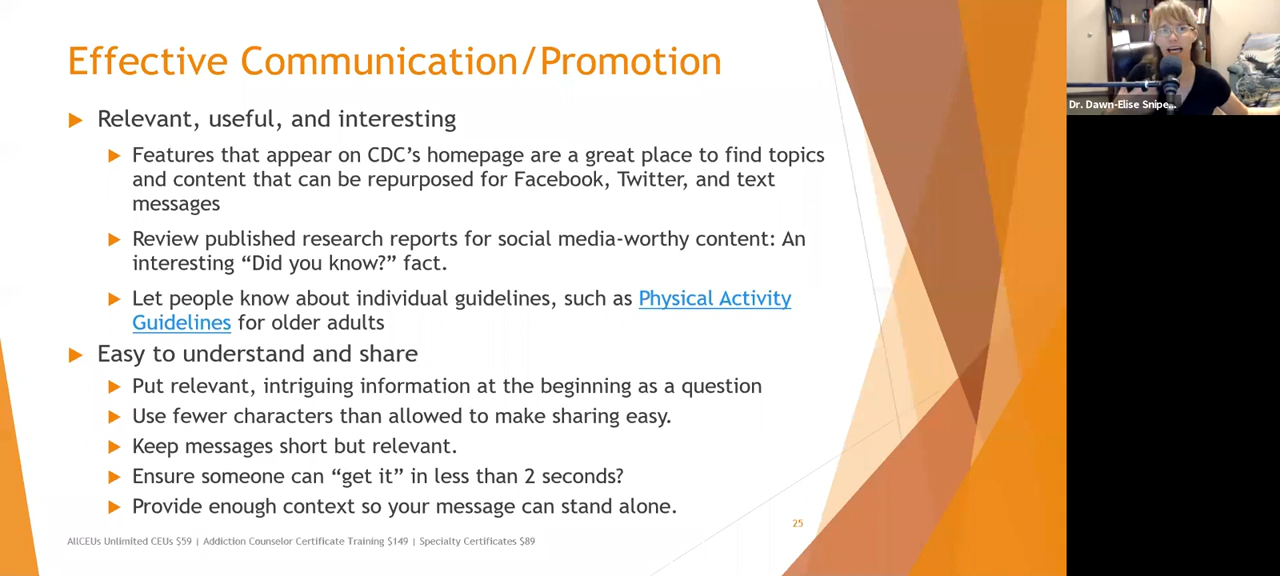 Effective Communication/Promotion
Relevant, useful, and interesting
Features that appear on CDC’s homepage are a great place to find topics
and content that can be repurposed for Facebook, Twitter, and text
messages
Review published research reports for social media-worthy content: An
interesting “Did you know?” fact.
Let people know about individual guidelines, such as Physical Activity
Guidelines for older adults
Easy to understand and share
Put relevant, intriguing information at the beginning as a question
Use fewer characters than allowed to make sharing easy.
Keep messages short but relevant.
Ensure someone can “get it” in less than 2 seconds?
Provide enough context so your message can stand alone.
25
AllCEUs Unlimited CEUs $59 | Addiction Counselor Certificate Training $149 | Specialty Certificates $89
Dr. Dawn-Elise Snipe...